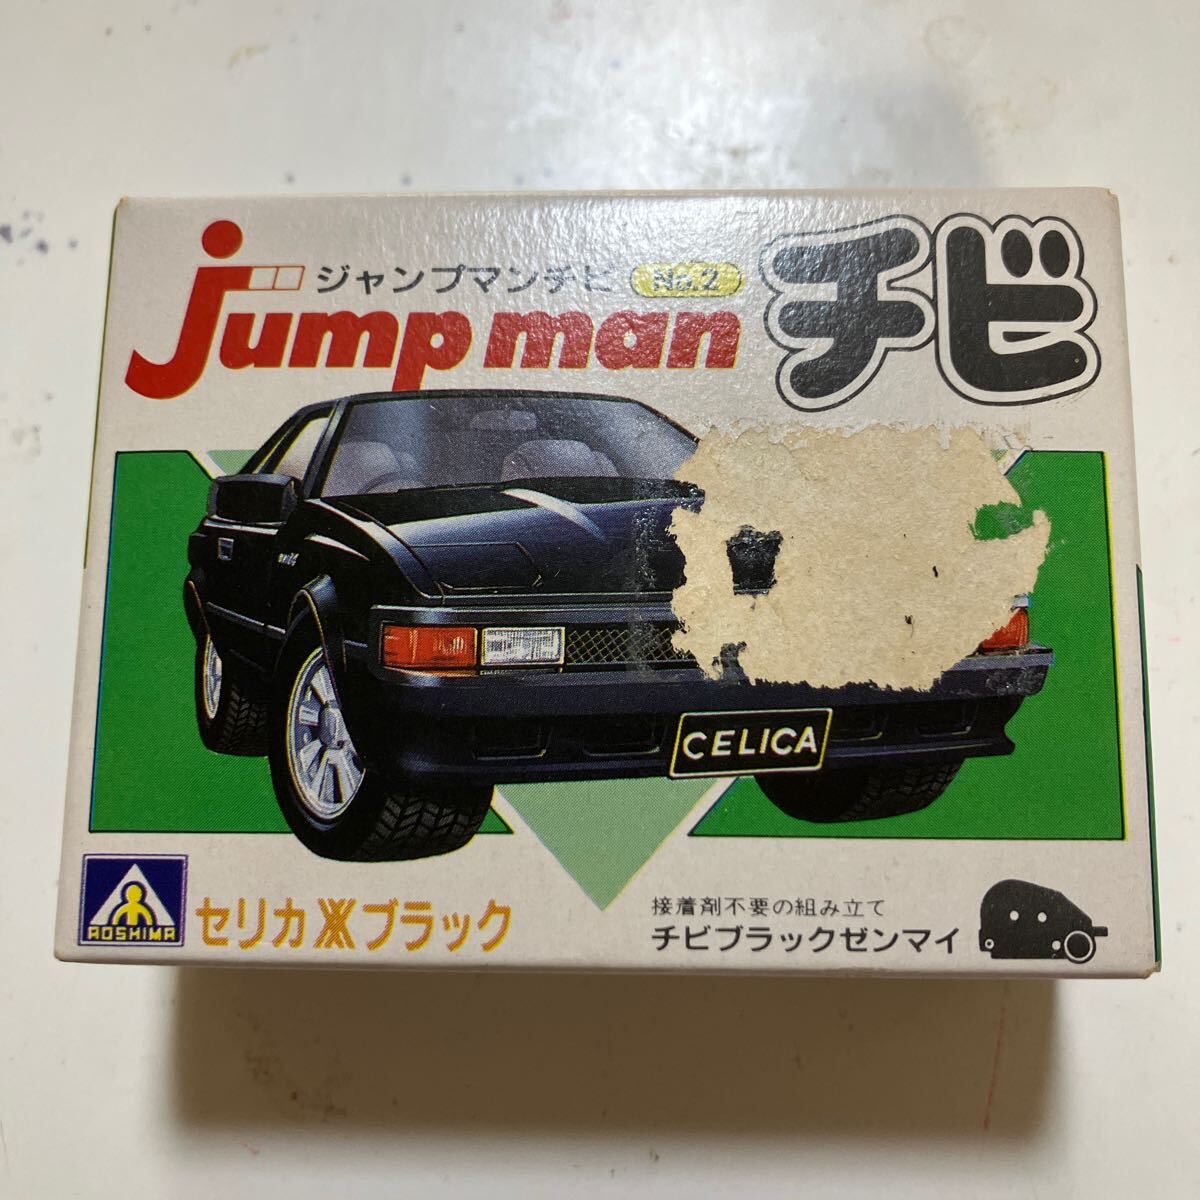 ジャンプマンチビ No.2
jump man
チビ
CELICA
AOSHIMA
セリカXXブラック
接着剤不要の組み立て
チビブラックゼンマイ